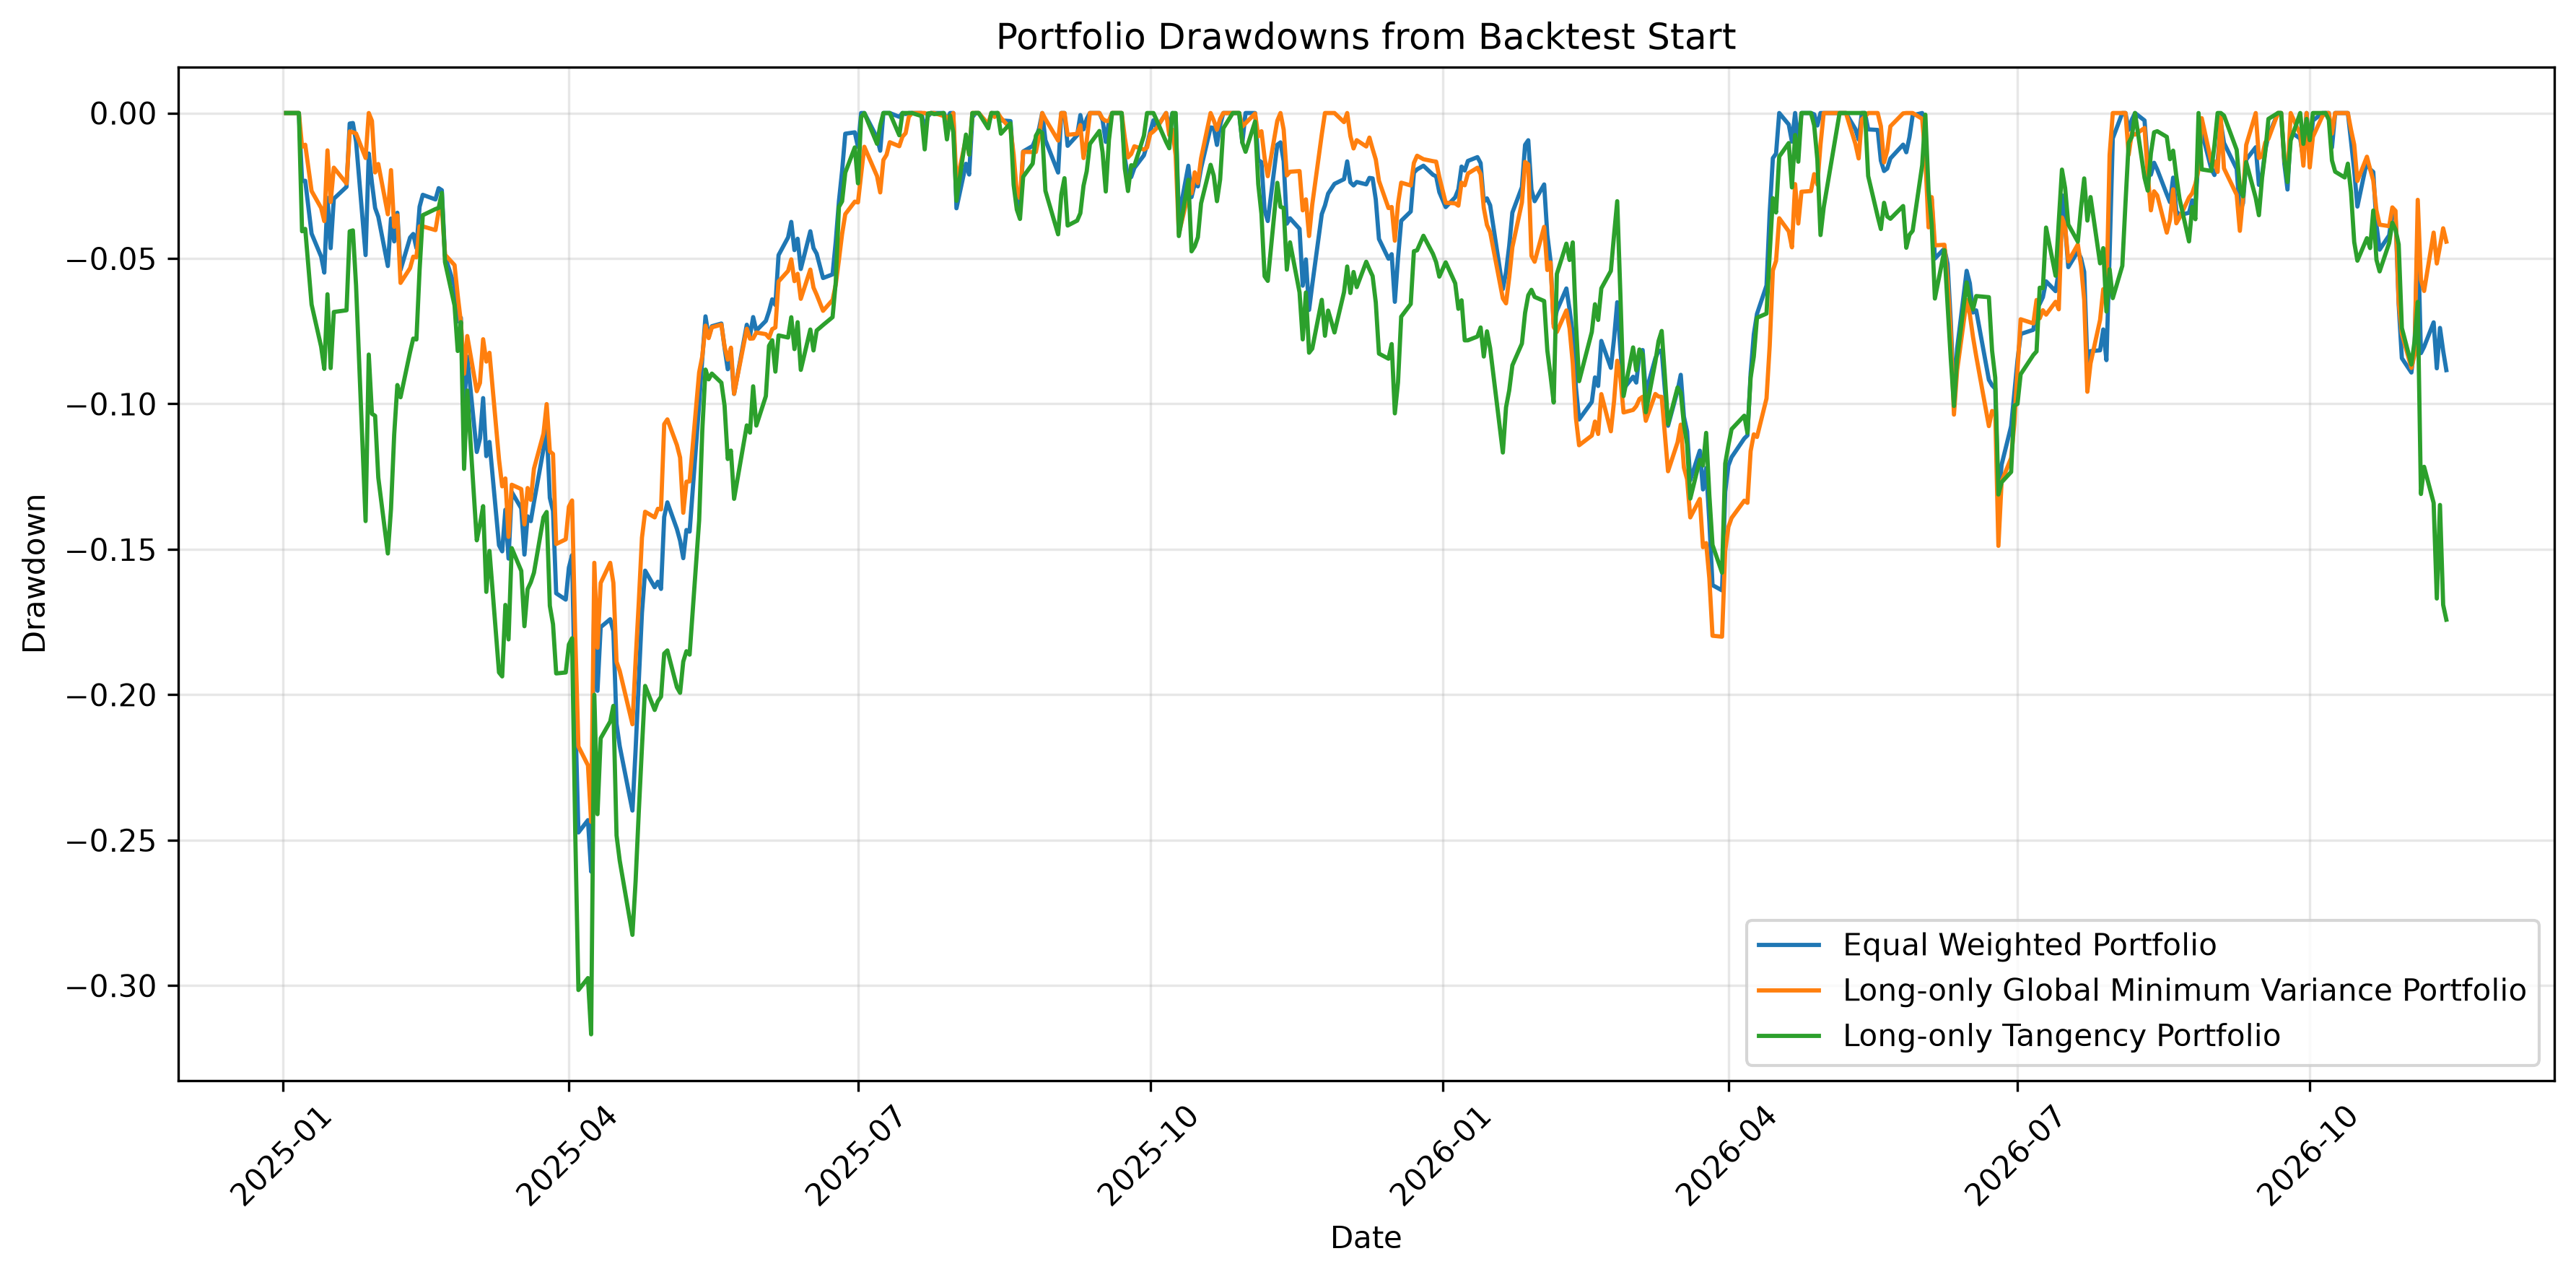 Portfolio Drawdowns from Backtest Start
Drawdown
0.00
−0.05
−0.10
−0.15
−0.20
−0.25
−0.30
Equal Weighted Portfolio
Long-only Global Minimum Variance Portfolio
Long-only Tangency Portfolio
2025-01
2025-04
2025-07
2025-10
2026-01
2026-04
2026-07
2026-10
Date